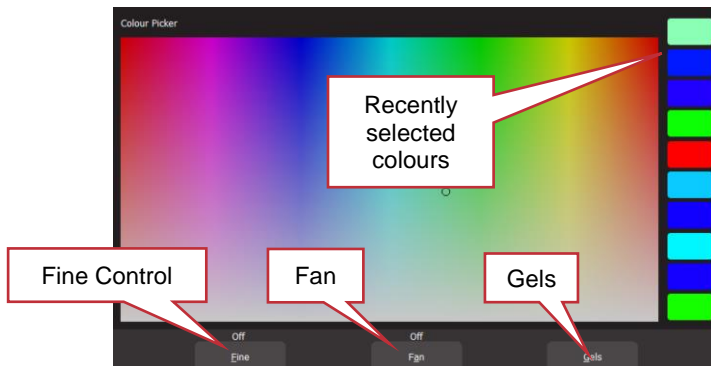 Colour Picker
Recently
selected
colours
Fine Control
Fan
Gels
Off
Off
Fine
Fan
Gels